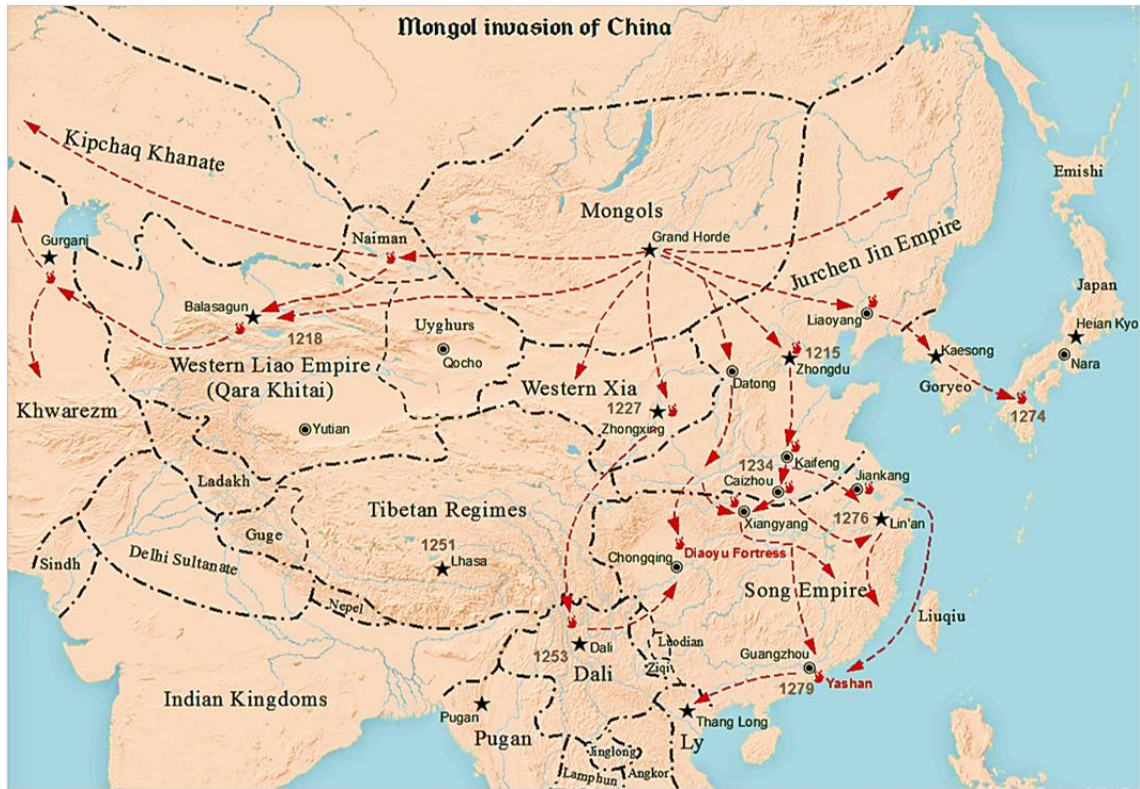 Mongol invasion of China
Kipchaq Khanate
Emishi
Mongols
Naiman
Grand Horde
Gurganj
Jurchen Jin Empire
Japan
Balasagun
Liaoyang
Heian Kyo
Uyghurs
1218
1215
Kaesong
Nara
Qocho
Zhongdu
Western Liao Empire
(Qara Khitai)
Datong
Goryeo
Western Xia
Khwarezm
1227
1274
Zhongxing
Yutian
Kaifeng
1234
Jiankang
Ladakh
Caizhou
Tibetan Regimes
1276
Lin'an
Xiangyang
Guge
1251
Diaoyu Fortress
Delhi Sultanate
Chongqing
Sindh
Lhasa
Song Empire
Nepel
Liuqiu
Luodian
Dali
1253
Guangzhou
Ziqi
Dali
Yashan
1279
Indian Kingdoms
Pugan
Thang Long
Pugan
Ly
Jinglong
Lamphun
Angkor